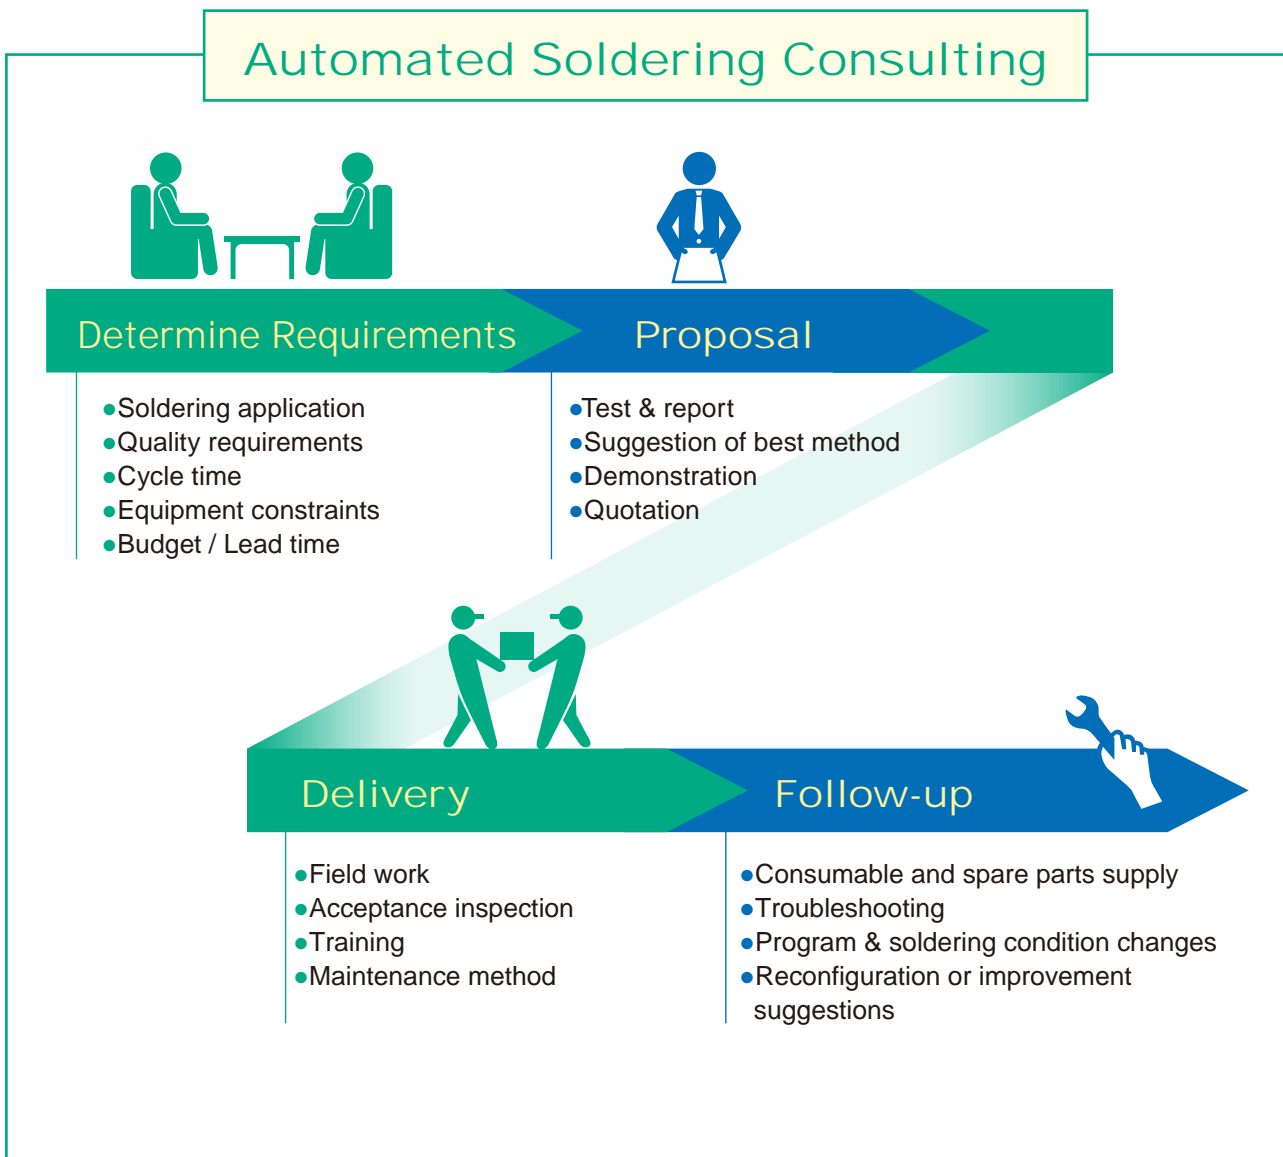 Automated Soldering Consulting
Determine Requirements
●Soldering application
●Quality requirements
●Cycle time
●Equipment constraints
●Budget / Lead time
Proposal
●Test & report
●Suggestion of best method
●Demonstration
●Quotation
Delivery
●Field work
●Acceptance inspection
●Training
●Maintenance method
Follow-up
●Consumable and spare parts supply
●Troubleshooting
●Program & soldering condition changes
●Reconfiguration or improvement
suggestions